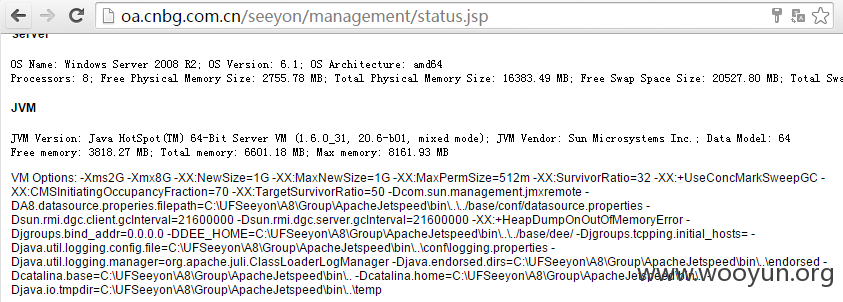 oa.cnbg.com.cn/seeyon/management/status.jsp
Server
OS Name: Windows Server 2008 R2; OS Version: 6.1; OS Architecture: amd64
Processors: 8; Free Physical Memory Size: 2755.78 MB; Total Physical Memory Size: 16383.49 MB; Free Swap Space Size: 20527.80 MB; Total Swa
JVM
JVM Version: Java HotSpot(TM) 64-Bit Server VM (1.6.0_31, 20.6-b01, mixed mode); JVM Vendor: Sun Microsystems Inc.; Data Model: 64
Free memory: 3818.27 MB; Total memory: 6601.18 MB; Max memory: 8161.93 MB
VM Options: -Xms2G -Xmx8G -XX:NewSize=1G -XX:MaxNewSize=1G -XX:MaxPermSize=512m -XX:SurvivorRatio=32 -XX:+UseConcMarkSweepGC -
XX:CMSInitiatingOccupancyFraction=70 -XX:TargetSurvivorRatio=50 -Dcom.sun.management.jmxremote -
DA8.datasource.properies.filepath=C:\UFSeeyon\A8\Group\ApacheJetspeed\bin\..\../base/conf/datasource.properties -
Dsun.rmi.dgc.client.gcInterval=21600000 -Dsun.rmi.dgc.server.gcInterval=21600000 -XX:+HeapDumpOnOutOfMemoryError -
Djgroups.bind_addr=0.0.0.0 -DDEE_HOME=C:\UFSeeyon\A8\Group\ApacheJetspeed\bin\..\../base/dee/ -Djgroups.tcpping.initial_hosts= -
Djava.util.logging.config.file=C:\UFSeeyon\A8\Group\ApacheJetspeed\bin\..\conf\logging.properties -
Djava.util.logging.manager=org.apache.juli.ClassLoaderLogManager -Djava.endorsed.dirs=C:\UFSeeyon\A8\Group\ApacheJetspeed\bin\..\endorsed -
Dcatalina.base=C:\UFSeeyon\A8\Group\ApacheJetspeed\bin\.. -Dcatalina.home=C:\UFSeeyon\A8\Group\ApacheJetspeed\bin\.. -
Djava.io.tmpdir=C:\UFSeeyon\A8\Group\ApacheJetspeed\bin\..\temp
www.wooyun.org